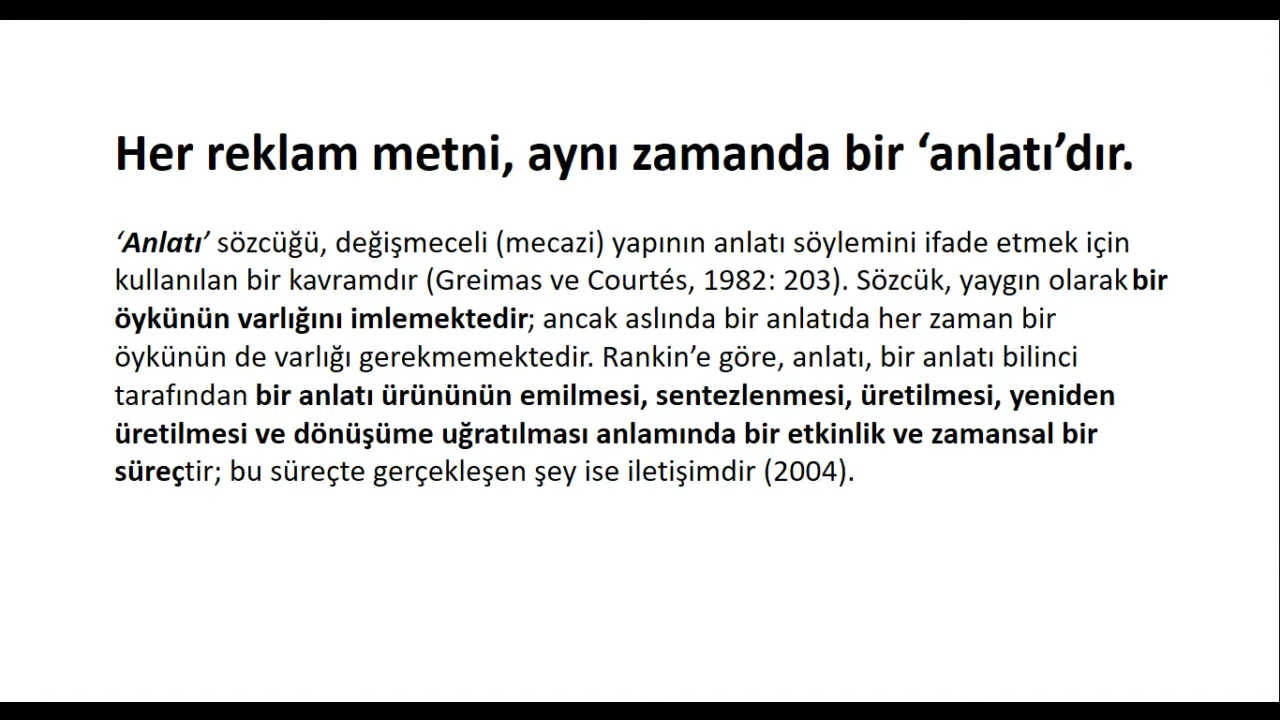 Her reklam metni, aynı zamanda bir ‘anlatı’dır.
‘Anlatı’ sözcüğü, değişmeceli (mecazi) yapının anlatı söylemini ifade etmek için
kullanılan bir kavramdır (Greimas ve Courtés, 1982: 203). Sözcük, yaygın olarak bir
öykünün varlığını imlemektedir; ancak aslında bir anlatıda her zaman bir
öykünün de varlığı gerekmemektedir. Rankin’e göre, anlatı, bir anlatı bilinci
tarafından bir anlatı ürününün emilmesi, sentezlenmesi, üretilmesi, yeniden
üretilmesi ve dönüşüme uğratılması anlamında bir etkinlik ve zamansal bir
süreçtir; bu süreçte gerçekleşen şey ise iletişimdir (2004).